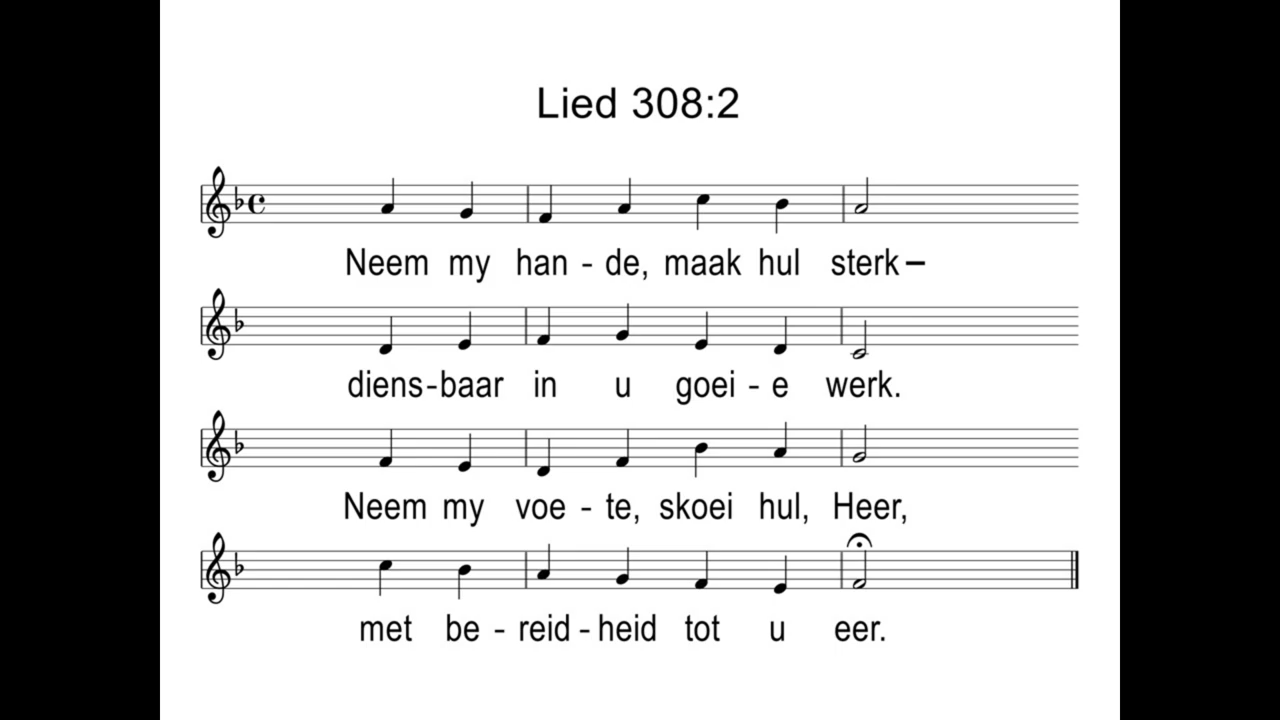 Lied 308:2
Neem my han - de, maak hul sterk –
diens-baar in u goei - e werk.
Neem my voe - te, skoei hul, Heer,
met be - reid - heid tot u eer.